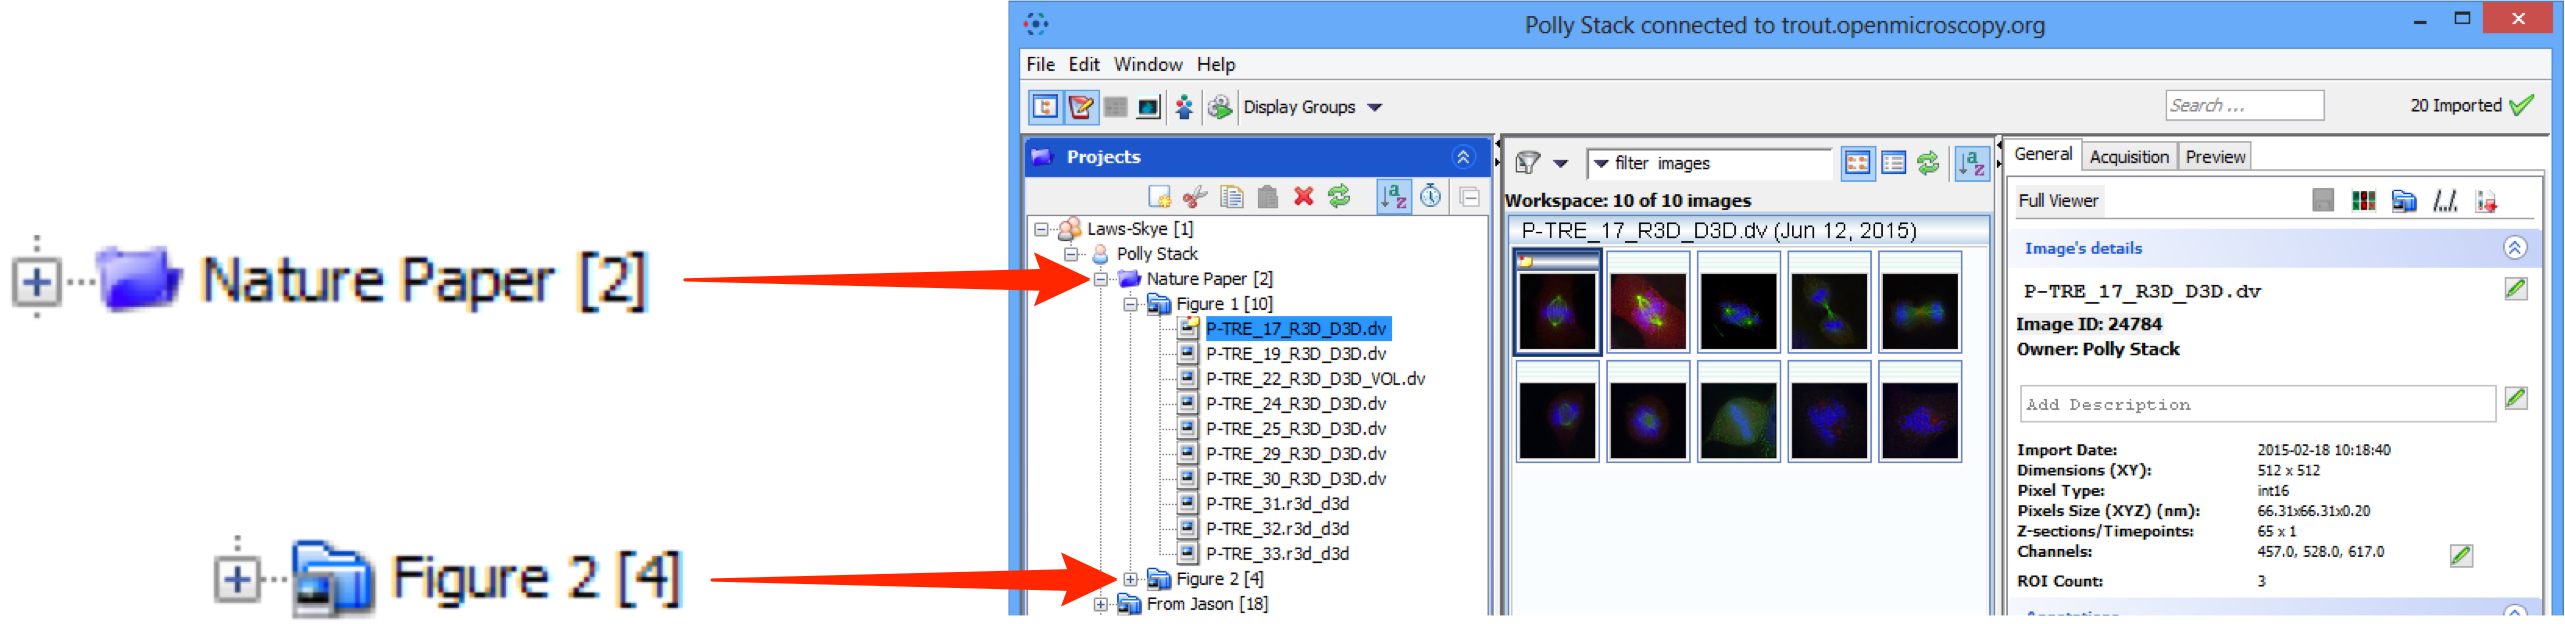 Nature Paper [2]
Figure 2 [4]
Polly Stack connected to trout.openmicroscopy.org
File Edit Window Help
Display Groups
Search ...
20 Imported
Projects
Laws-Skye [1]
Polly Stack
Nature Paper [2]
Figure 1 [10]
P-TRE_17_R3D_D3D.dv
P-TRE_19_R3D_D3D.dv
P-TRE_22_R3D_D3D_VOL.dv
P-TRE_24_R3D_D3D.dv
P-TRE_25_R3D_D3D.dv
P-TRE_29_R3D_D3D.dv
P-TRE_30_R3D_D3D.dv
P-TRE_31.r3d_d3d
P-TRE_32.r3d_d3d
P-TRE_33.r3d_d3d
Figure 2 [4]
From Jason [18]
filter images
Workspace: 10 of 10 images
P-TRE_17_R3D_D3D.dv (Jun 12, 2015)
General Acquisition Preview
Full Viewer
Image's details
P-TRE_17_R3D_D3D.dv
Image ID: 24784
Owner: Polly Stack
Add Description
Import Date: 2015-02-18 10:18:40
Dimensions (XY): 512 x 512
Pixel Type: int16
Pixels Size (XYZ) (nm): 66.31x66.31x0.20
Z-sections/Timepoints: 65 x 1
Channels: 457.0, 528.0, 617.0
ROI Count: 3